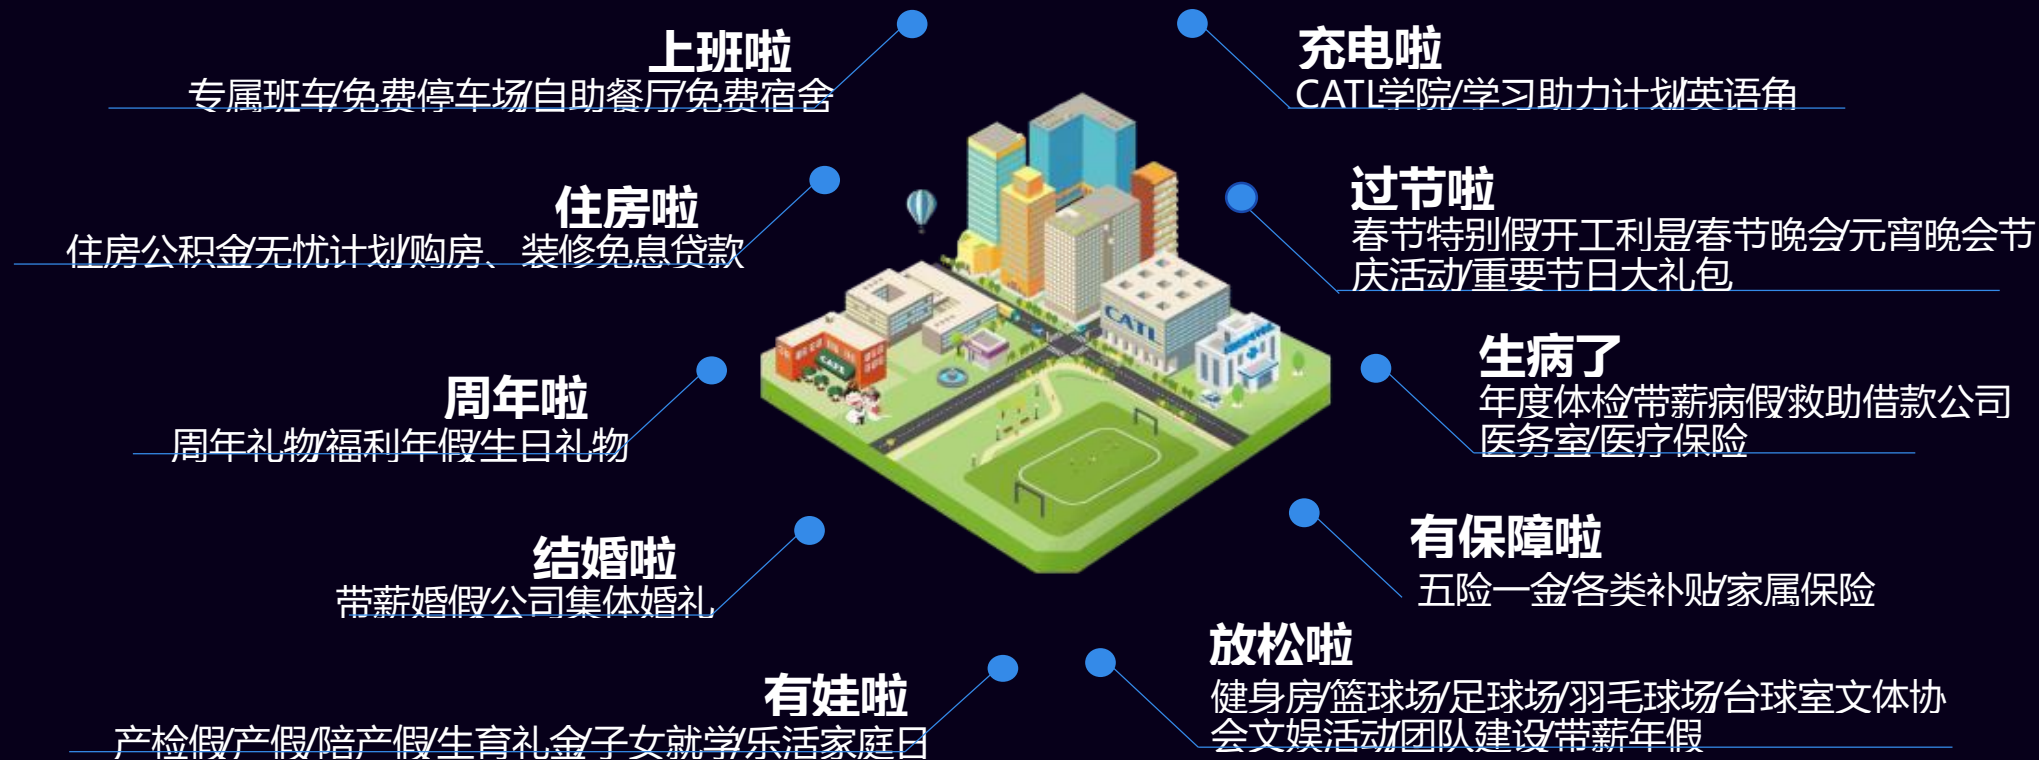 上班啦
专属班车/免费停车场/自助餐厅/免费宿舍
住房啦
住房公积金/无忧计划/购房、装修免息贷款
周年啦
周年礼物/福利年假/生日礼物
结婚啦
带薪婚假/公司集体婚礼
有娃啦
产检假/产假/陪产假/生育礼金/子女就学/乐活家庭日
充电啦
CATL学院/学习助力计划/英语角
过节啦
春节特别假/开工利是/春节晚会/元宵晚会节
庆活动/重要节日大礼包
生病了
年度体检/带薪病假/救助借款公司
医务室/医疗保险
有保障啦
五险一金/各类补贴/家属保险
放松啦
健身房/篮球场/足球场/羽毛球场/台球室文体协
会文娱活动/团队建设/带薪年假
CATL
CAFE